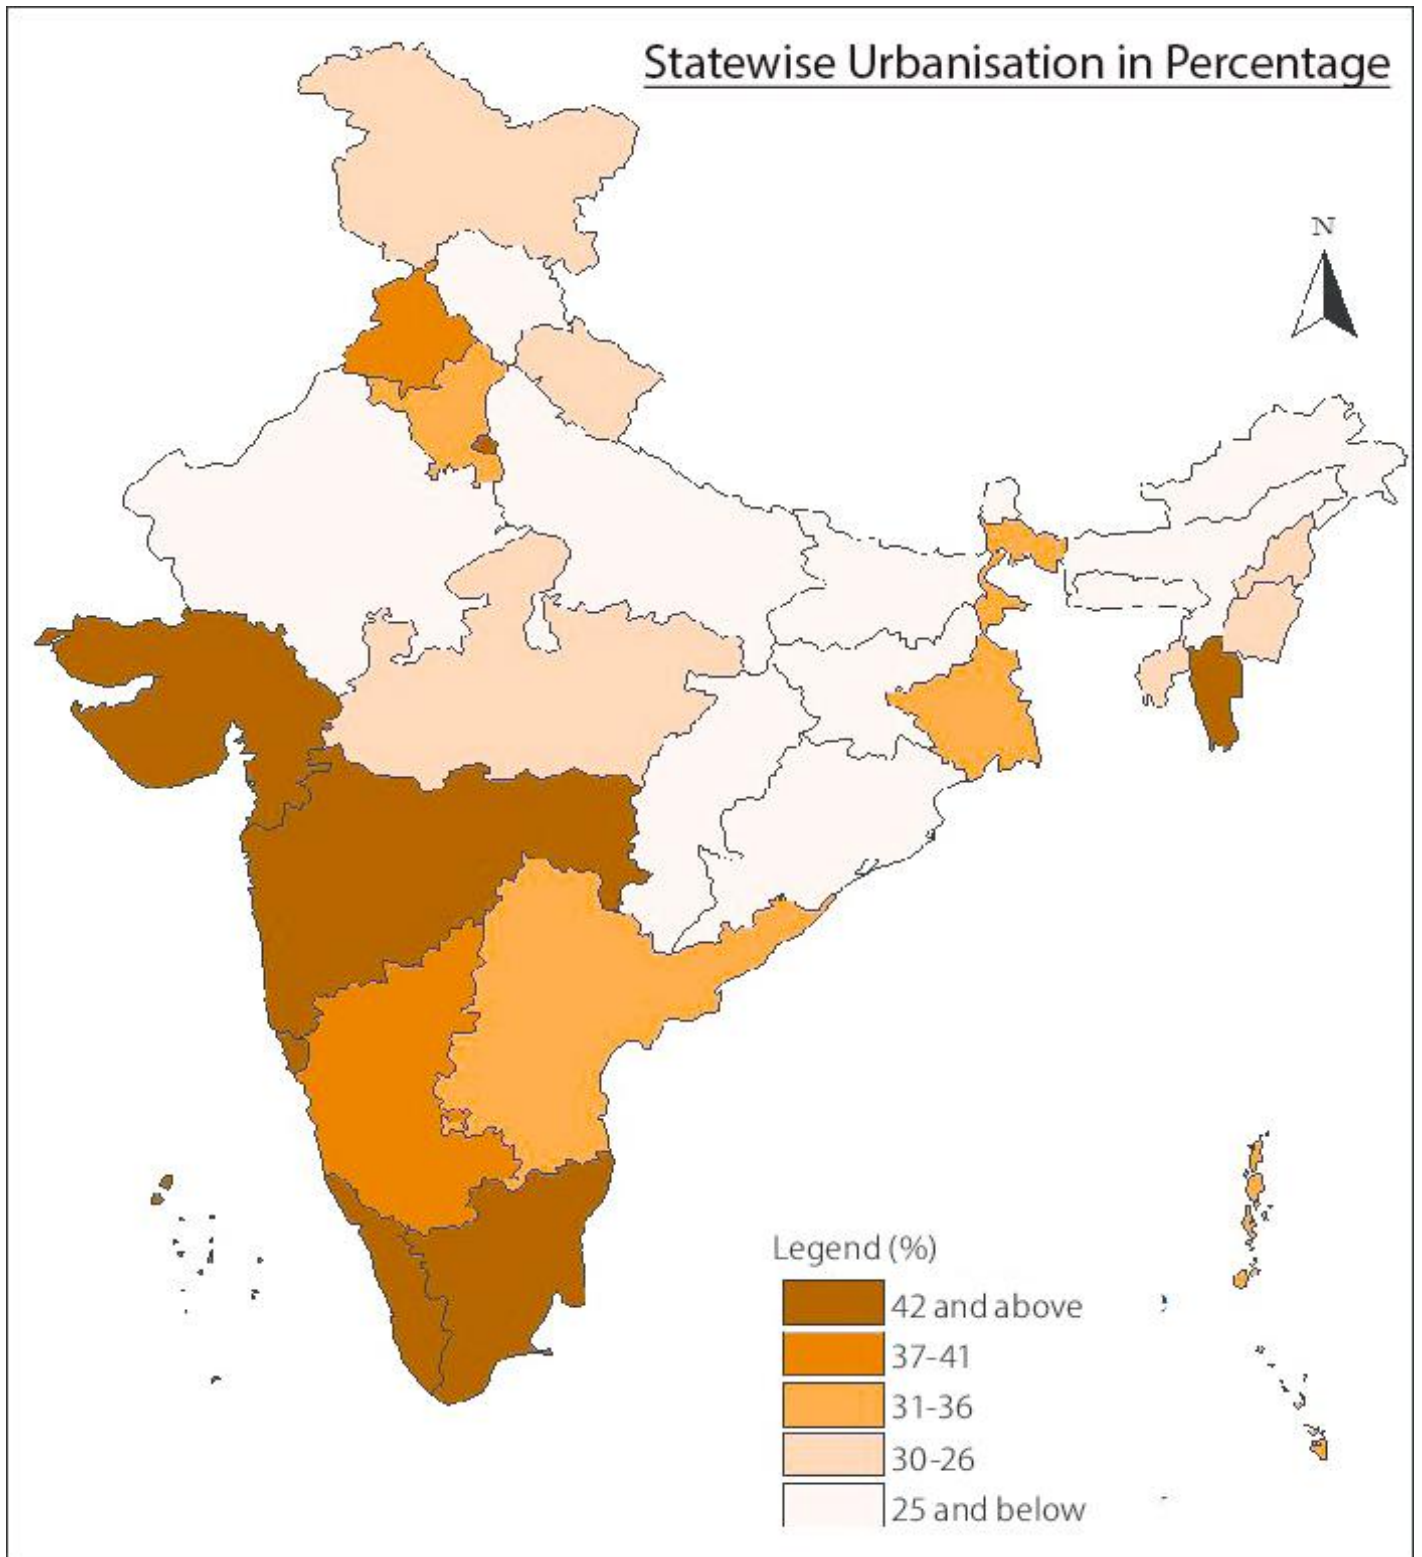 Statewise Urbanisation in Percentage
N
Legend (%)
42 and above
37-41
31-36
30-26
25 and below